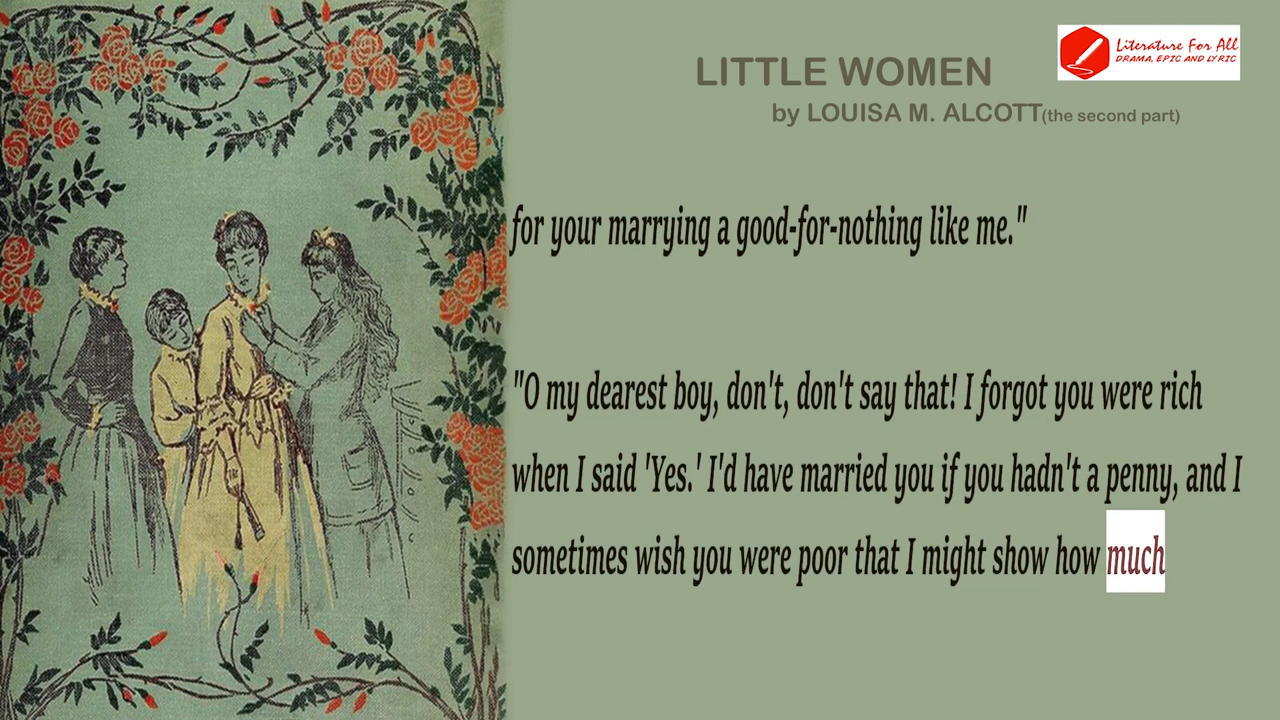 LITTLE WOMEN
by LOUISA M. ALCOTT(the second part)
Literature For All
DRAMA, EPIC AND LYRIC
for your marrying a good-for-nothing like me."
"O my dearest boy, don't, don't say that! I forgot you were rich
when I said 'Yes.' I'd have married you if you hadn't a penny, and I
sometimes wish you were poor that I might show how much